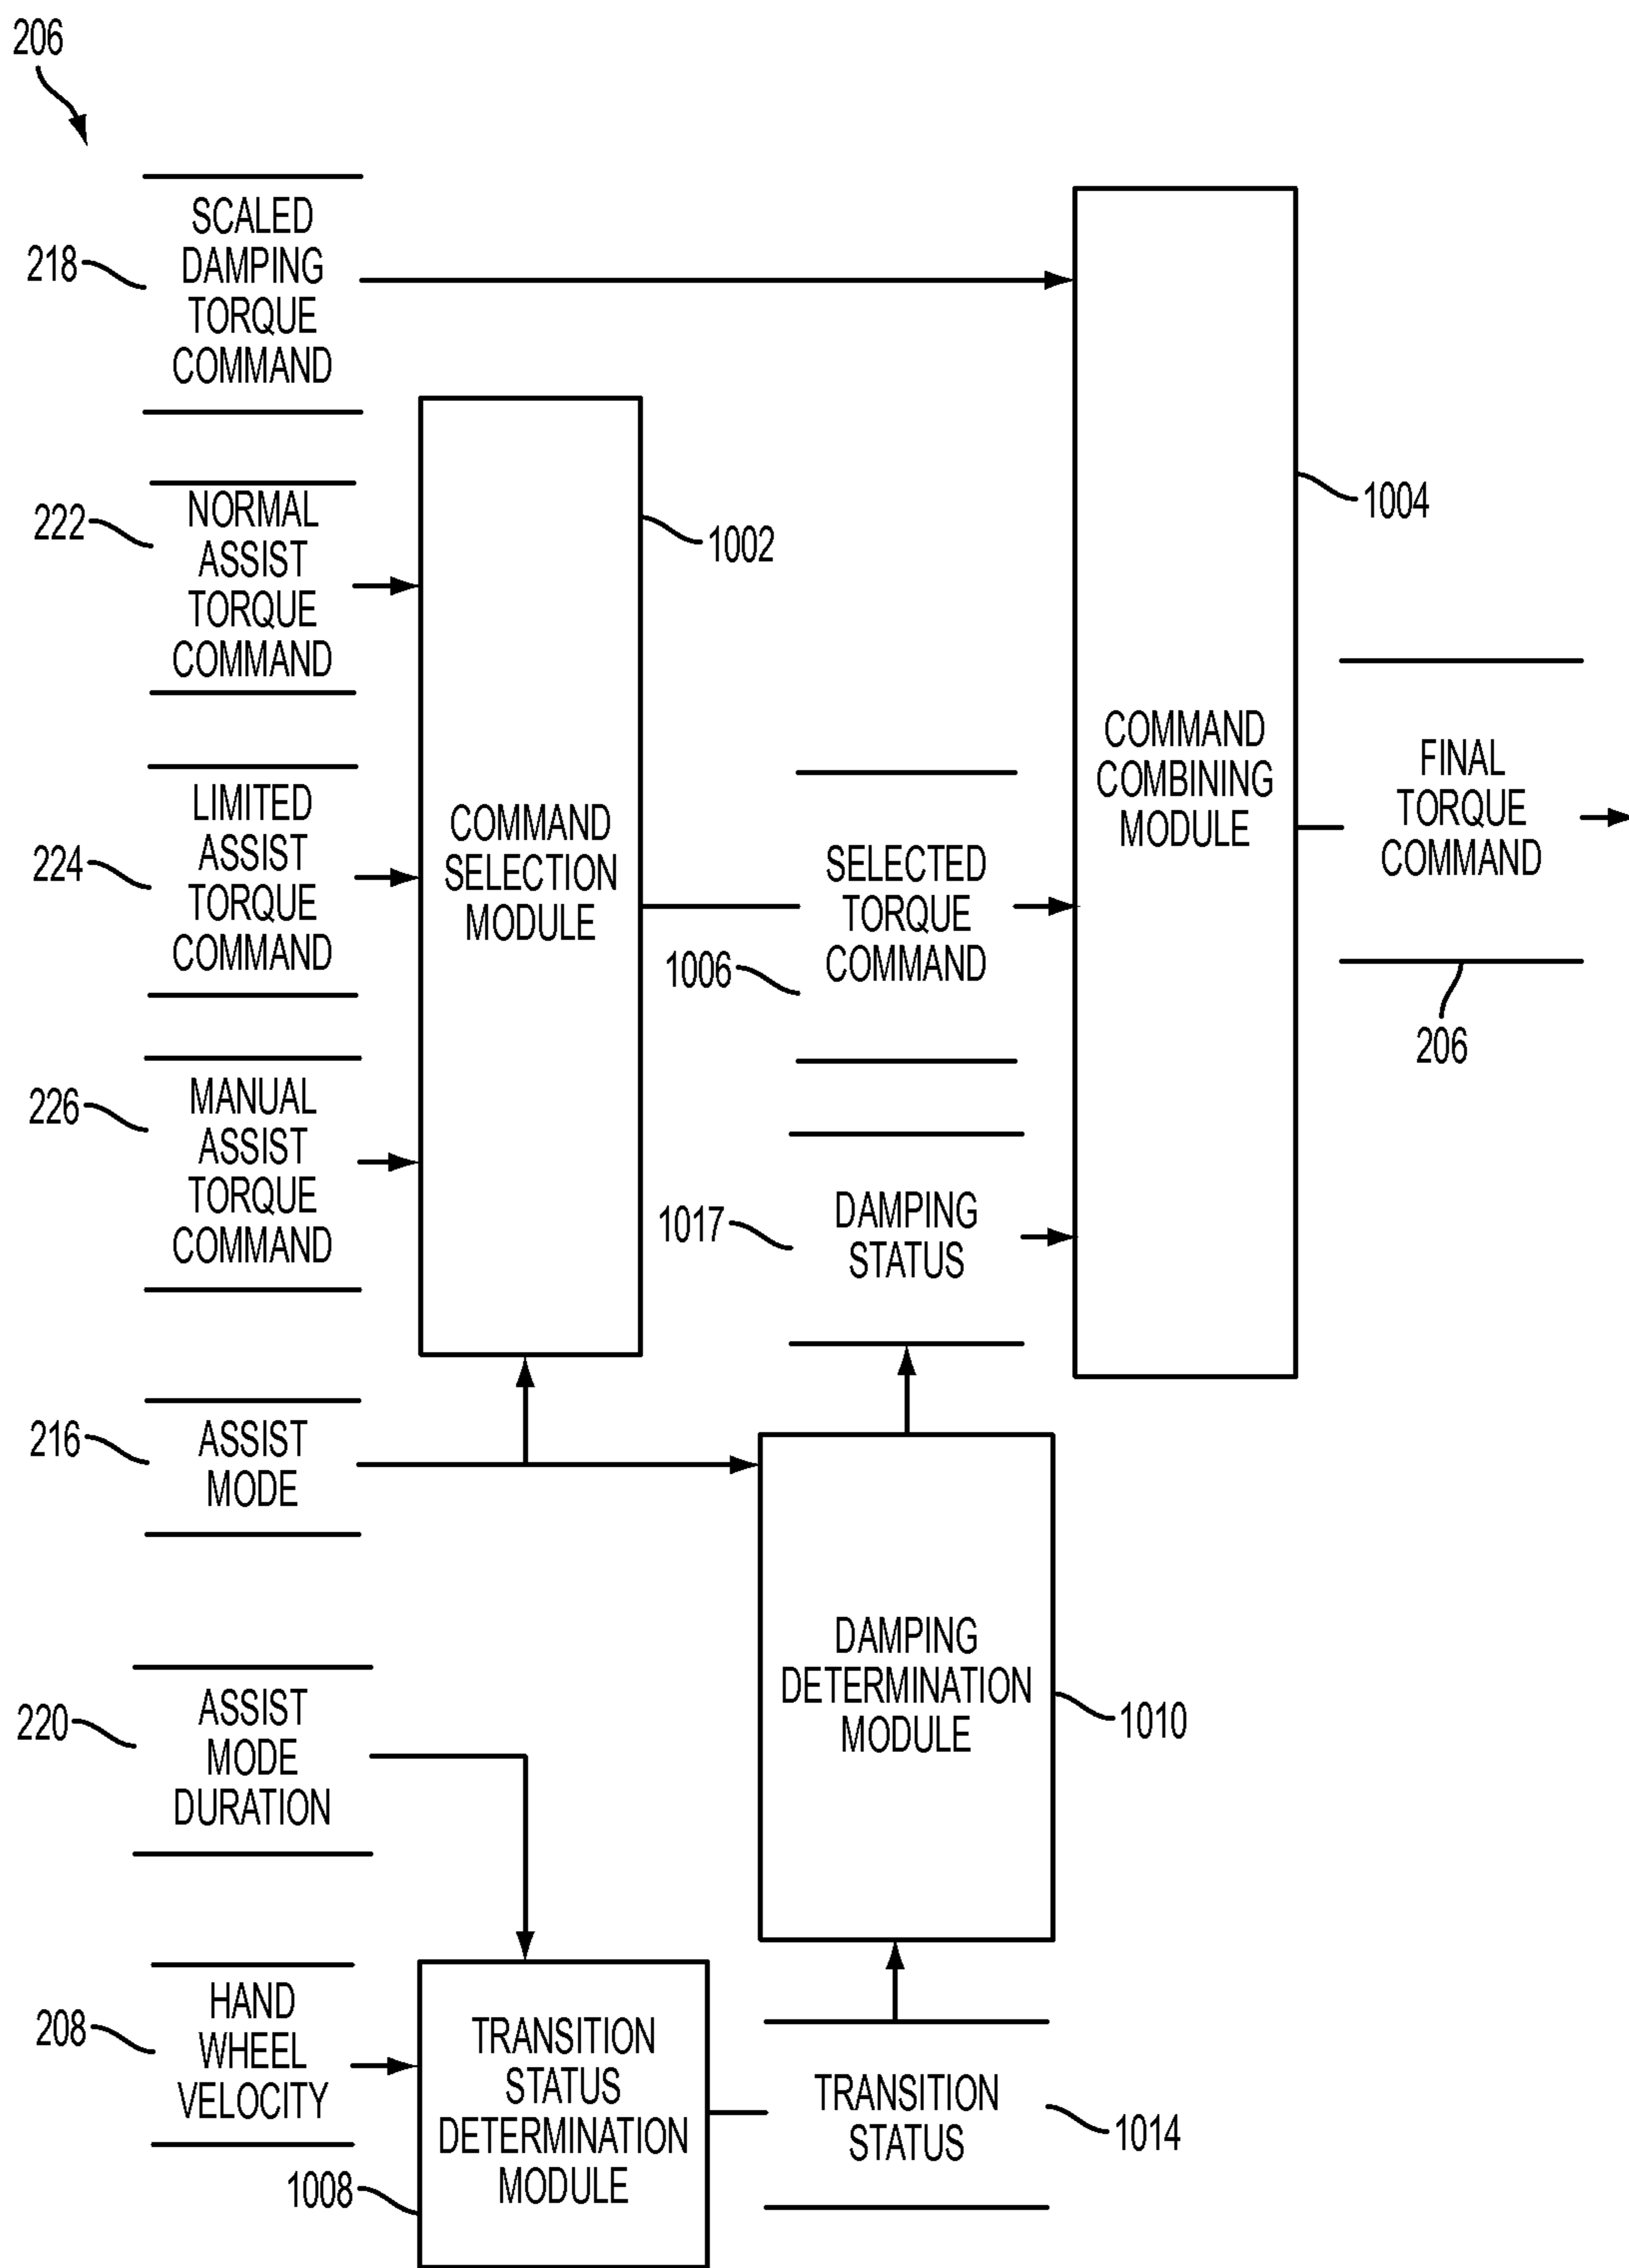 206
SCALED
DAMPING
TORQUE
COMMAND
218
NORMAL
ASSIST
TORQUE
COMMAND
222
1002
1004
LIMITED
ASSIST
TORQUE
COMMAND
224
COMMAND
SELECTION
MODULE
SELECTED
TORQUE
COMMAND
1006
COMMAND
COMBINING
MODULE
FINAL
TORQUE
COMMAND
206
MANUAL
ASSIST
TORQUE
COMMAND
226
DAMPING
STATUS
1017
ASSIST
MODE
216
DAMPING
DETERMINATION
MODULE
1010
ASSIST
MODE
DURATION
220
HAND
WHEEL
VELOCITY
208
TRANSITION
STATUS
DETERMINATION
MODULE
1008
TRANSITION
STATUS
1014